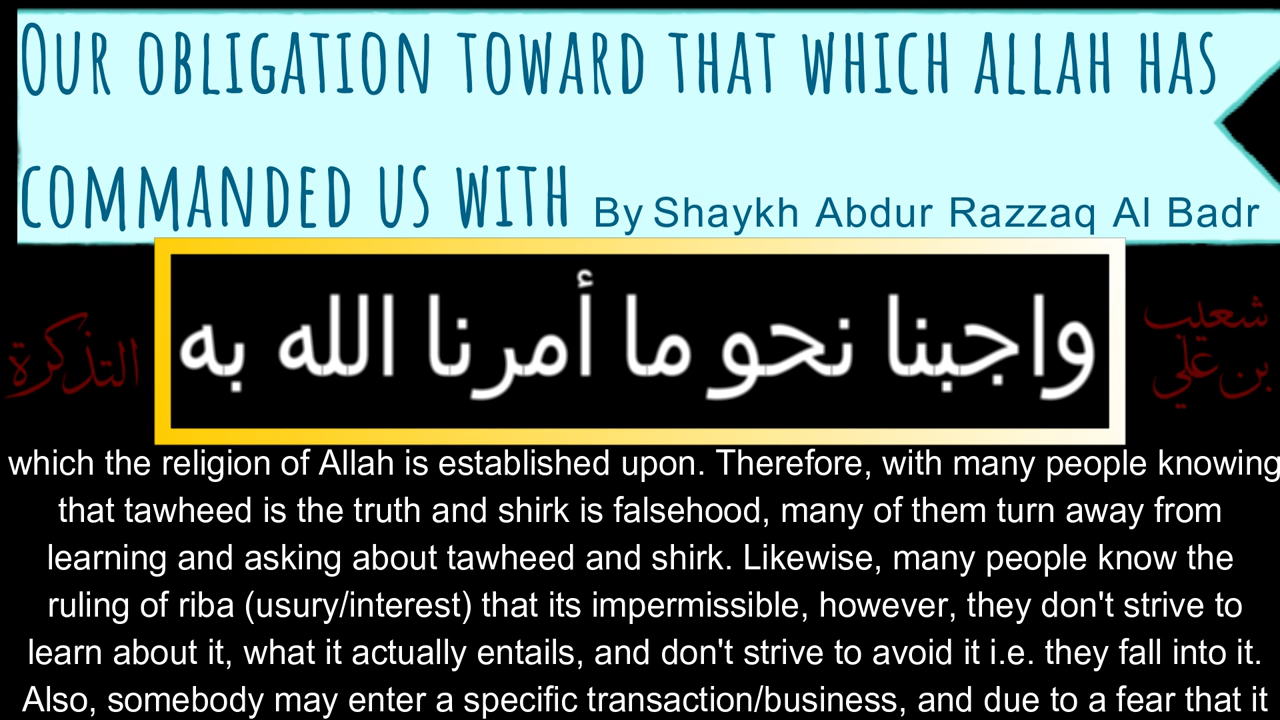 Our obligation toward that which Allah has
commanded us with By Shaykh Abdur Razzaq Al Badr
واجبنا نحو ما أمرنا الله به
شعيب
بن علي
التذكرة
which the religion of Allah is established upon. Therefore, with many people knowing
that tawheed is the truth and shirk is falsehood, many of them turn away from
learning and asking about tawheed and shirk. Likewise, many people know the
ruling of riba (usury/interest) that its impermissible, however, they don't strive to
learn about it, what it actually entails, and don't strive to avoid it i.e. they fall into it.
Also, somebody may enter a specific transaction/business, and due to a fear that it